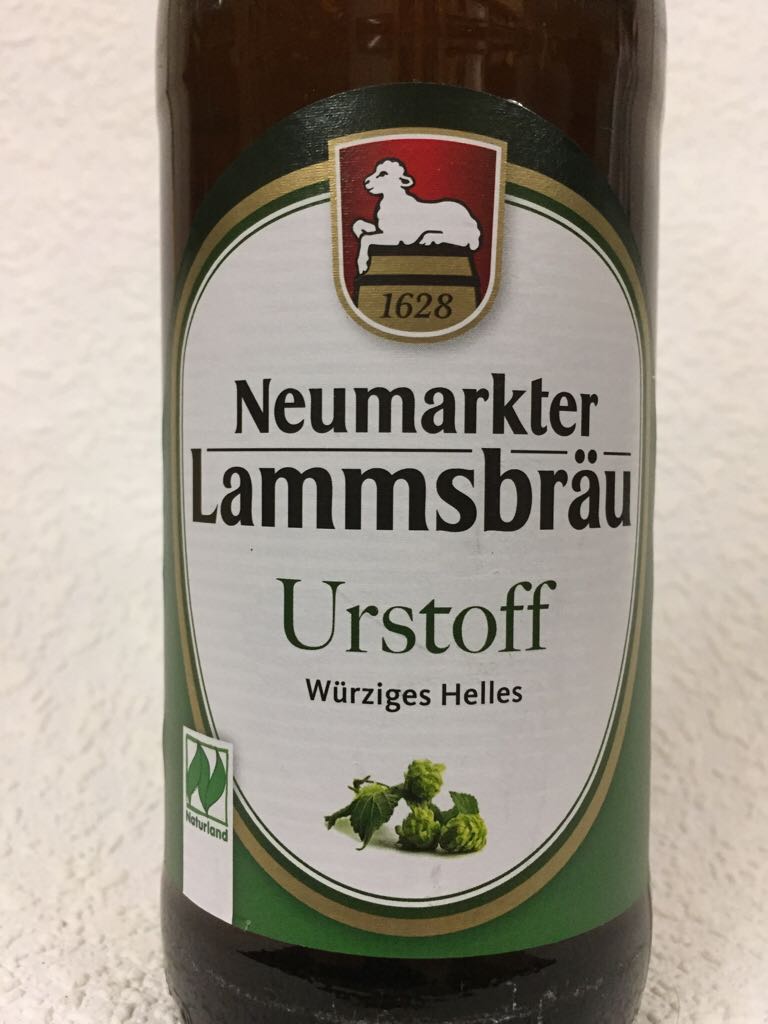 1628
Neumarkter
Lammsbräu
Urstoff
Würziges Helles
Naturland